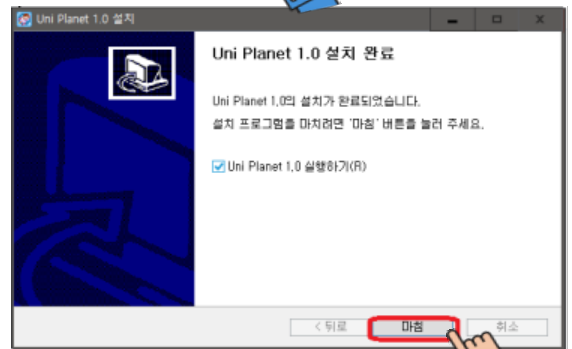 Uni Planet 1.0 설치
Uni Planet 1.0 설치 완료
Uni Planet 1.0의 설치가 완료되었습니다.
설치 프로그램을 마치려면 '마침' 버튼을 눌러 주세요.
Uni Planet 1.0 실행하기(R)
< 뒤로
마침
취소